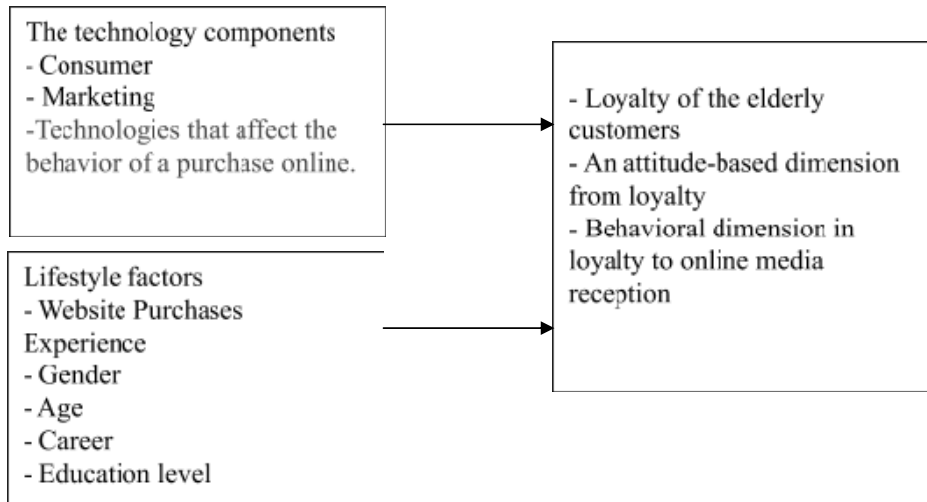 The technology components
- Consumer
- Marketing
-Technologies that affect the
behavior of a purchase online.
Lifestyle factors
- Website Purchases
Experience
- Gender
- Age
- Career
- Education level
- Loyalty of the elderly
customers
- An attitude-based dimension
from loyalty
- Behavioral dimension in
loyalty to online media
reception